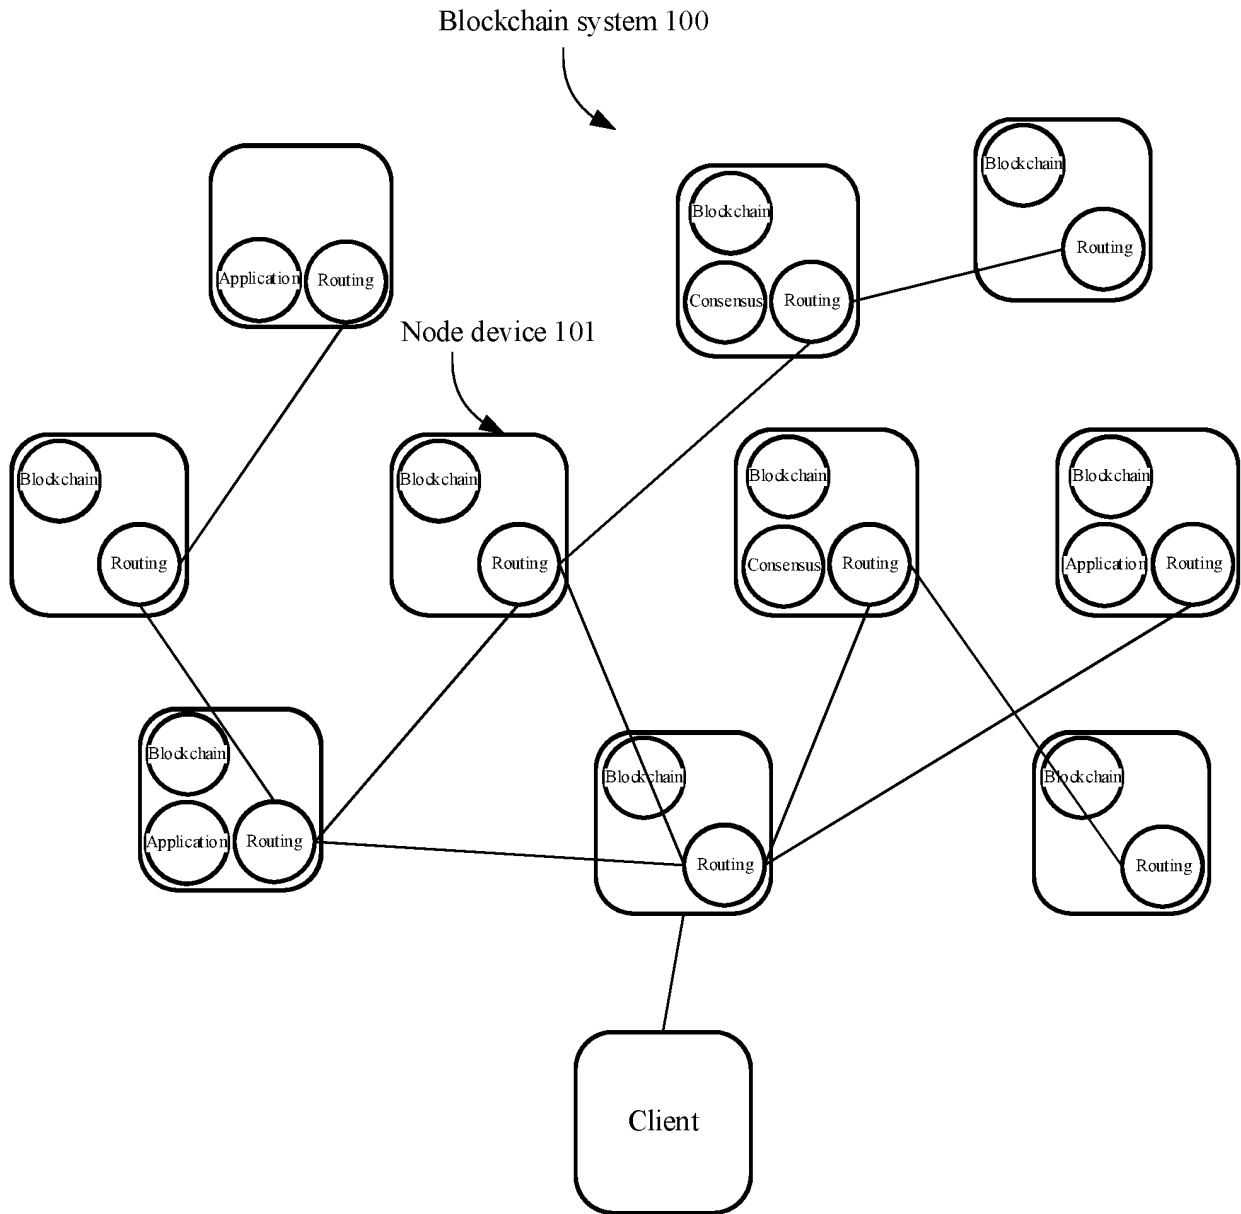 Blockchain system 100
Blockchain
Blockchain
Routing
Blockchain
Consensus
Routing
Application
Routing
Node device 101
Blockchain
Routing
Blockchain
Routing
Blockchain
Consensus
Routing
Blockchain
Application
Routing
Blockchain
Application
Routing
Blockchain
Routing
Blockchain
Routing
Client